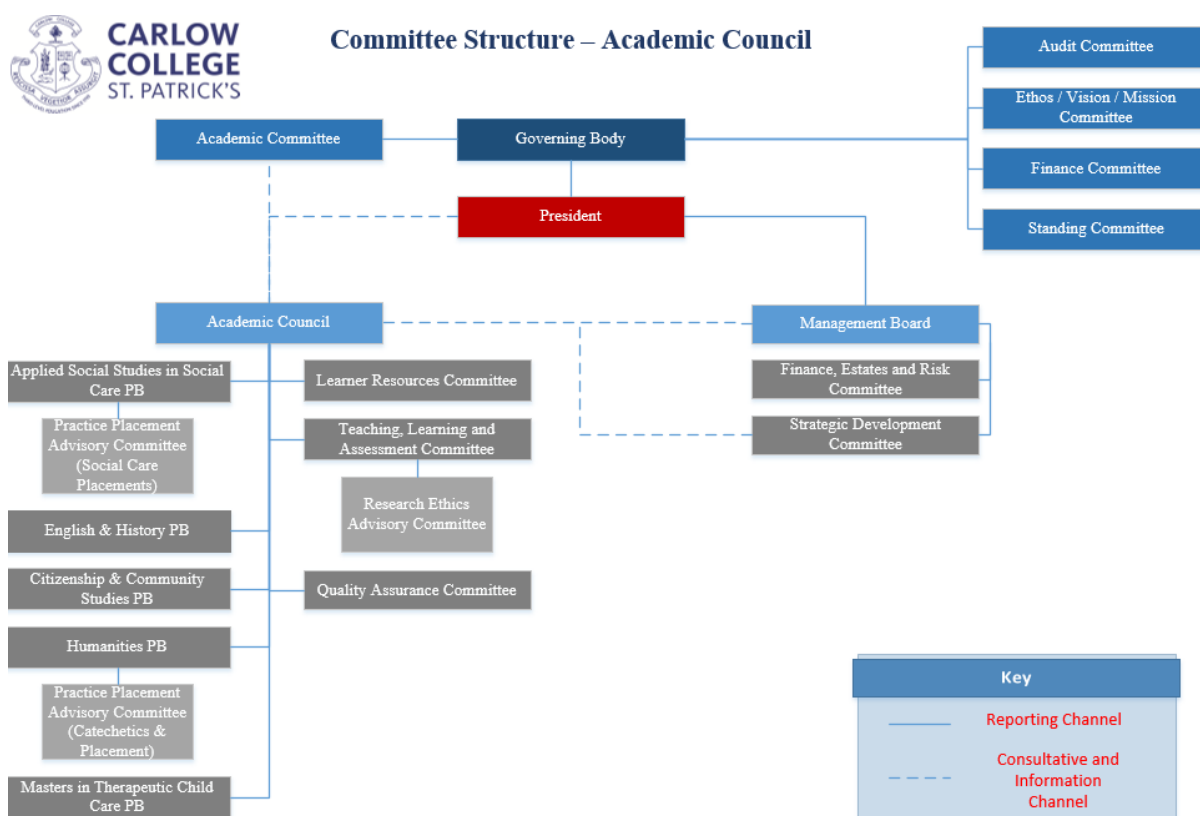 CARLOW
COLLEGE
ST. PATRICK'S
Committee Structure – Academic Council
Audit Committee
Ethos / Vision / Mission
Committee
Finance Committee
Standing Committee
Academic Committee
Governing Body
President
Academic Council
Management Board
Applied Social Studies in Social
Care PB
Practice Placement
Advisory Committee
(Social Care
Placements)
English & History PB
Citizenship & Community
Studies PB
Humanities PB
Practice Placement
Advisory Committee
(Catechetics &
Placement)
Masters in Therapeutic Child
Care PB
Learner Resources Committee
Teaching, Learning and
Assessment Committee
Research Ethics
Advisory Committee
Quality Assurance Committee
Finance, Estates and Risk
Committee
Strategic Development
Committee
Key
Reporting Channel
Consultative and
Information
Channel